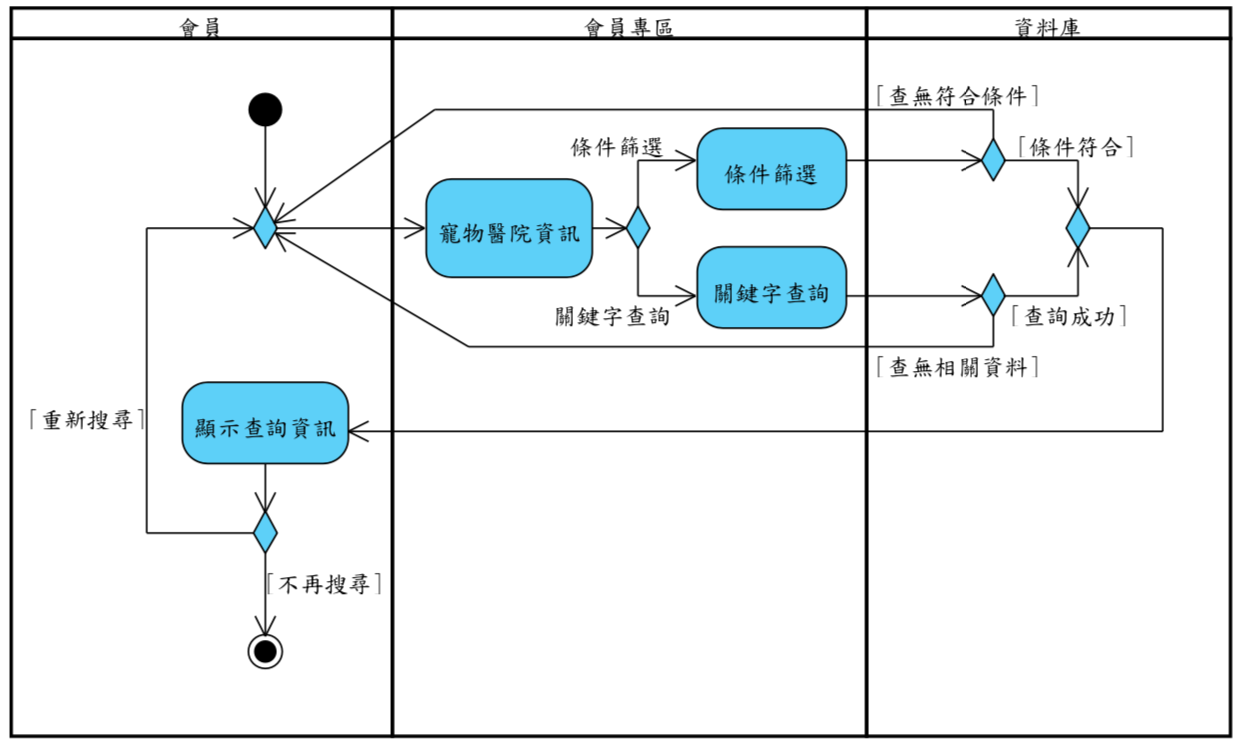 會員
會員專區
資料庫
［查無符合條件］
條件篩選
條件篩選
［條件符合］
寵物醫院資訊
關鍵字查詢
關鍵字查詢
［查詢成功］
［查無相關資料］
［重新搜尋］
顯示查詢資訊
［不再搜尋］